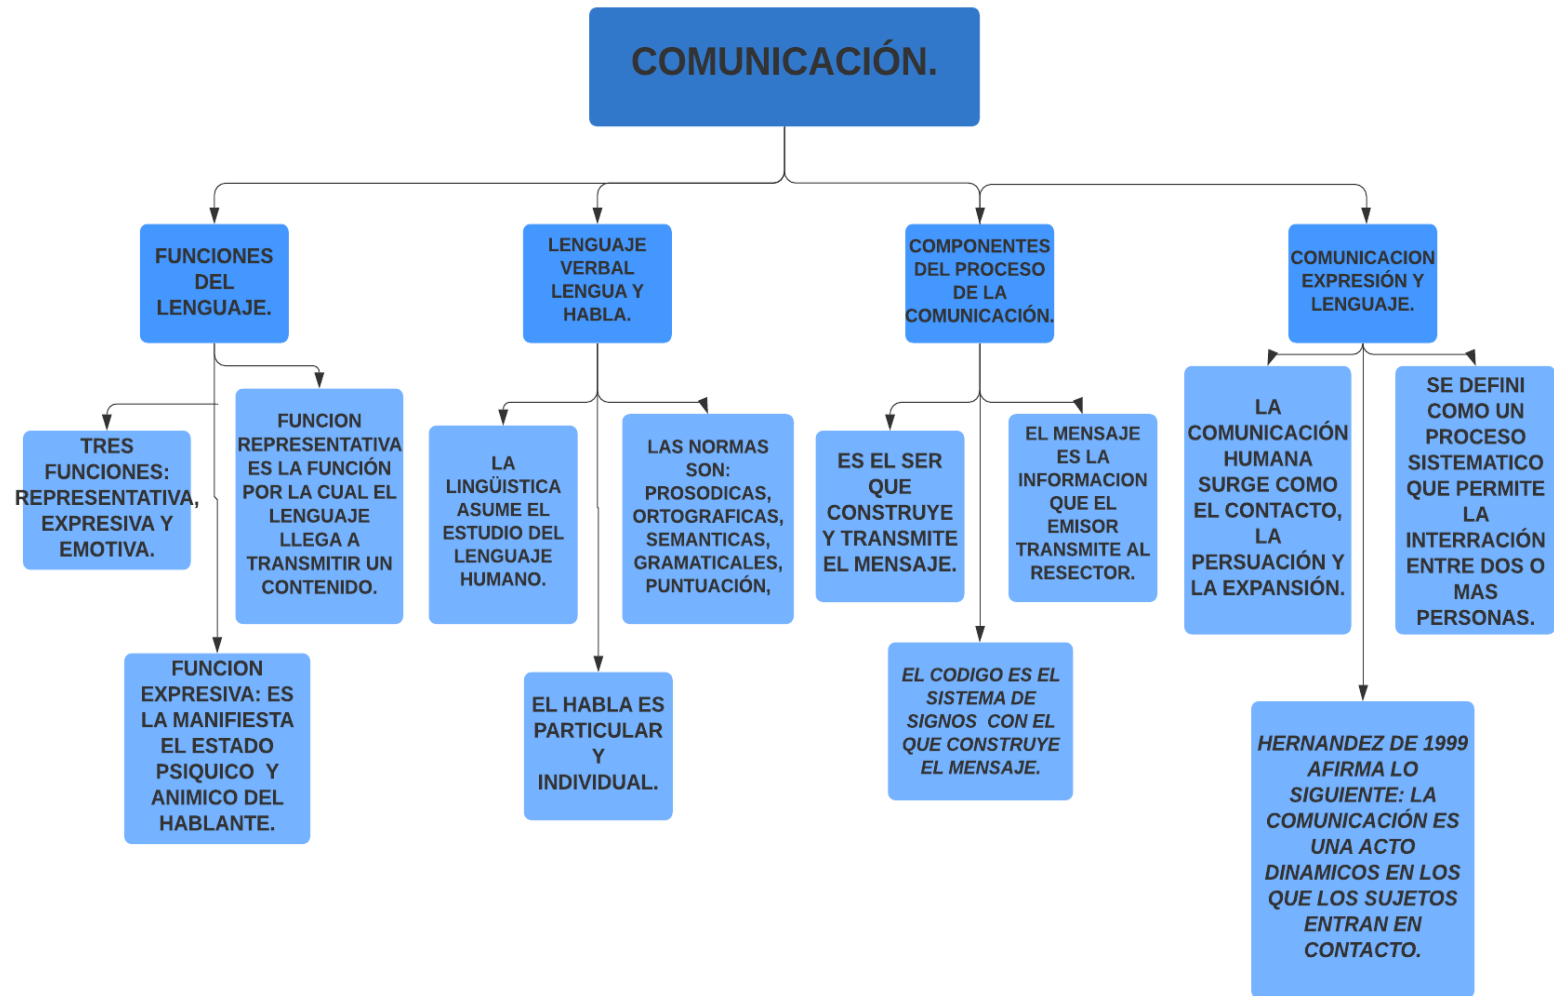 COMUNICACIÓN.
FUNCIONES
DEL
LENGUAJE.
LENGUAJE
VERBAL
LENGUA Y
HABLA.
COMPONENTES
DEL PROCESO
DE LA
COMUNICACIÓN.
COMUNICACION
EXPRESIÓN Y
LENGUAJE.
TRES
FUNCIONES:
REPRESENTATIVA,
EXPRESIVA Y
EMOTIVA.
FUNCION
REPRESENTATIVA
ES LA FUNCIÓN
POR LA CUAL EL
LENGUAJE
LLEGA A
TRANSMITIR UN
CONTENIDO.
FUNCION
EXPRESIVA: ES
LA MANIFIESTA
EL ESTADO
PSIQUICO Y
ANIMICO DEL
HABLANTE.
LA
LINGÜISTICA
ASUME EL
ESTUDIO DEL
LENGUAJE
HUMANO.
LAS NORMAS
SON:
PROSODICAS,
ORTOGRAFICAS,
SEMANTICAS,
GRAMATICALES,
PUNTUACIÓN,
EL HABLA ES
PARTICULAR
Y
INDIVIDUAL.
ES EL SER
QUE
CONSTRUYE
Y TRANSMITE
EL MENSAJE.
EL MENSAJE
ES LA
INFORMACION
QUE EL
EMISOR
TRANSMITE AL
RESECTOR.
EL CODIGO ES EL
SISTEMA DE
SIGNOS CON EL
QUE CONSTRUYE
EL MENSAJE.
LA
COMUNICACIÓN
HUMANA
SURGE COMO
EL CONTACTO,
LA
PERSUACIÓN Y
LA EXPANSIÓN.
SE DEFINI
COMO UN
PROCESO
SISTEMATICO
QUE PERMITE
LA
INTERRACIÓN
ENTRE DOS O
MAS
PERSONAS.
HERNANDEZ DE 1999
AFIRMA LO
SIGUIENTE: LA
COMUNICACIÓN ES
UNA ACTO
DINAMICOS EN LOS
QUE LOS SUJETOS
ENTRAN EN
CONTACTO.